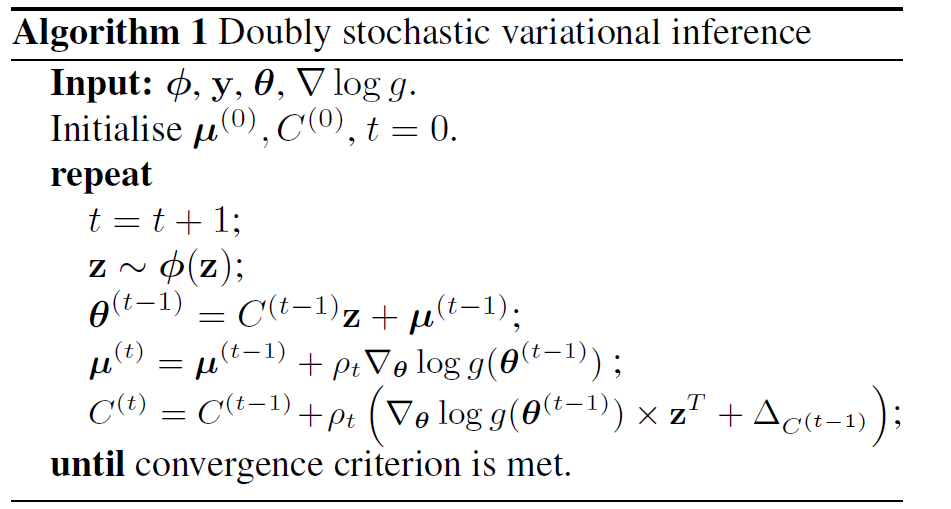 Algorithm 1 Doubly stochastic variational inference
Input: ϕ, y, θ, ∇ log g.
Initialise μ^(0), C^(0), t = 0.
repeat
t = t + 1;
z ∼ ϕ(z);
θ^(t−1) = C^(t−1)z + μ^(t−1);
μ^(t) = μ^(t−1) + ρ_t∇_θ log g(θ^(t−1)) ;
C^(t) = C^(t−1) + ρ_t (∇_θ log g(θ^(t−1)) × z^T + Δ_{C^(t−1)});
until convergence criterion is met.